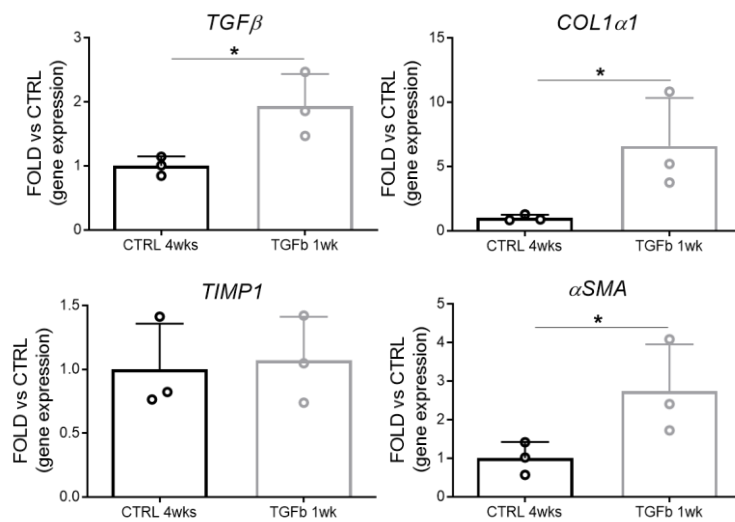 TGFβ
FOLD vs CTRL
(gene expression)
3
2
1
0
*
CTRL 4wks
TGFb 1wk
COL1α1
FOLD vs CTRL
(gene expression)
15
10
5
0
*
CTRL 4wks
TGFb 1wk
TIMP1
FOLD vs CTRL
(gene expression)
1.5
1.0
0.5
0.0
CTRL 4wks
TGFb 1wk
αSMA
FOLD vs CTRL
(gene expression)
5
4
3
2
1
0
*
CTRL 4wks
TGFb 1wk